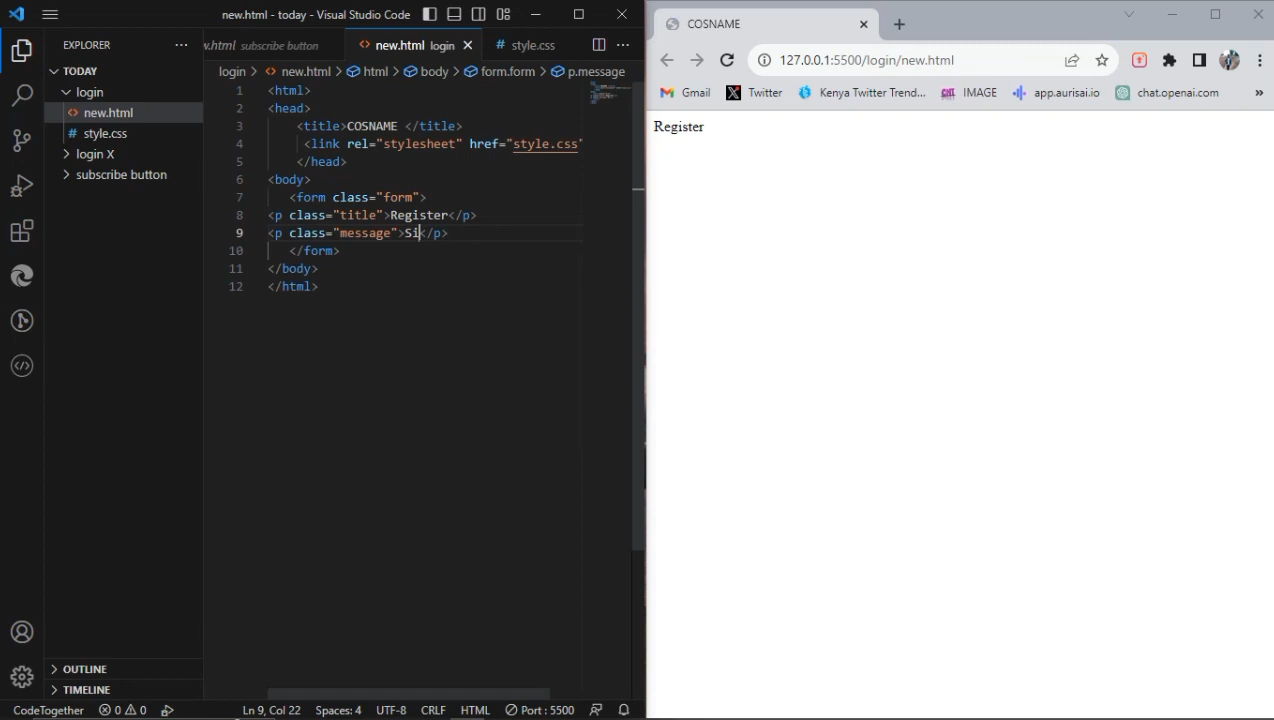 new.html - today - Visual Studio Code
EXPLORER
TODAY
login
new.html
style.css
login X
subscribe button
OUTLINE
TIMELINE
.html subscribe button
new.html login
style.css
login > new.html > html > body > form.form > p.message
1 <html>
2 <head>
3 <title>COSNAME </title>
4 <link rel="stylesheet" href="style.css"
5 </head>
6 <body>
7 <form class="form">
8 <p class="title">Register</p>
9 <p class="message">Si</p>
10 </form>
11 </body>
12 </html>
CodeTogether 0 0 Ln 9, Col 22 Spaces: 4 UTF-8 CRLF HTML Port : 5500
COSNAME
127.0.0.1:5500/login/new.html
Gmail Twitter Kenya Twitter Trend... IMAGE app.aurisai.io chat.openai.com
Register